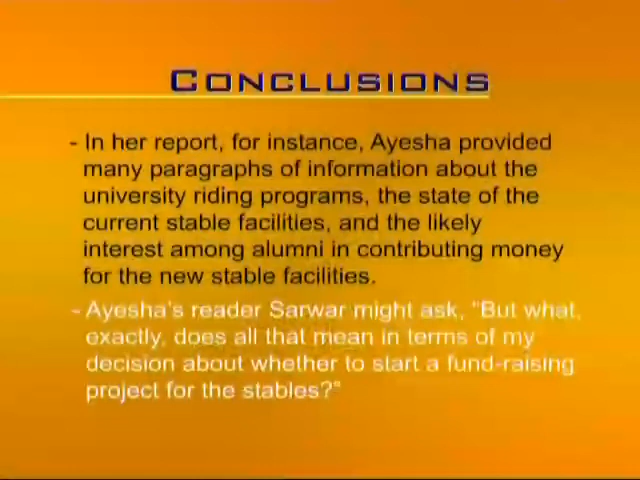 CONCLUSIONS
- In her report, for instance, Ayesha provided
many paragraphs of information about the
university riding programs, the state of the
current stable facilities, and the likely
interest among alumni in contributing money
for the new stable facilities.
- Ayesha's reader Sarwar might ask, "But what,
exactly, does all that mean in terms of my
decision about whether to start a fund-raising
project for the stables?"